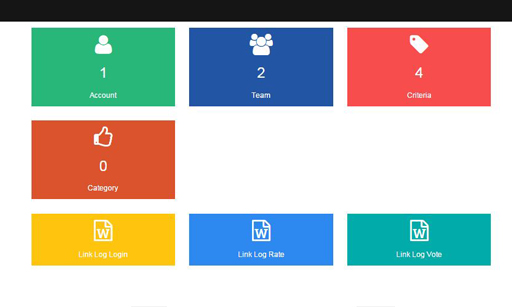 1
Account
2
Team
4
Criteria
0
Category
W
Link Log Login
W
Link Log Rate
W
Link Log Vote